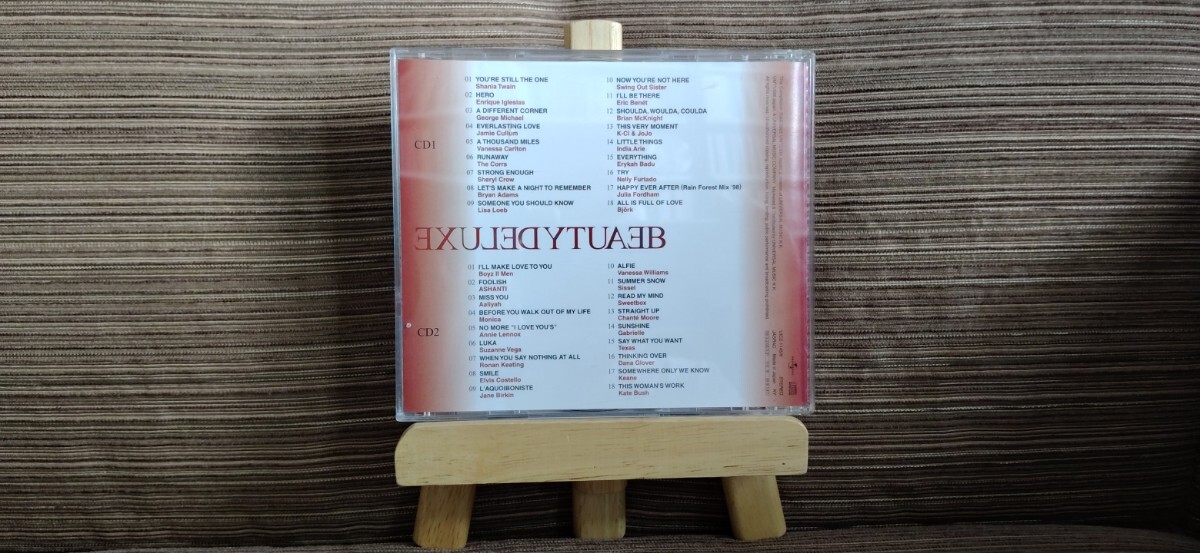 CD1
01 YOU'RE STILL THE ONE
Shania Twain
02 HERO
Enrique Iglesias
03 A DIFFERENT CORNER
George Michael
04 EVERLASTING LOVE
Jamie Cullum
05 A THOUSAND MILES
Vanessa Carlton
06 RUNAWAY
The Corrs
07 STRONG ENOUGH
Sheryl Crow
08 LET'S MAKE A NIGHT TO REMEMBER
Bryan Adams
09 SOMEONE YOU SHOULD KNOW
Lisa Loeb
10 NOW YOU'RE NOT HERE
Swing Out Sister
11 I'LL BE THERE
Eric Benét
12 SHOULDA, WOULDA, COULDA
Brian McKnight
13 THIS VERY MOMENT
K-Ci & JoJo
14 LITTLE THINGS
India.Arie
15 EVERYTHING
Erykah Badu
16 TRY
Nelly Furtado
17 HAPPY EVER AFTER (Rain Forest Mix '98)
Julia Fordham
18 ALL IS FULL OF LOVE
Björk
BEAUTY DELUXE
CD2
01 I'LL MAKE LOVE TO YOU
Boyz II Men
02 FOOLISH
ASHANTI
03 MISS YOU
Aaliyah
04 BEFORE YOU WALK OUT OF MY LIFE
Monica
05 NO MORE "I LOVE YOU'S"
Annie Lennox
06 LUKA
Suzanne Vega
07 WHEN YOU SAY NOTHING AT ALL
Ronan Keating
08 SMILE
Elvis Costello
09 L'AQUOIBONISTE
Jane Birkin
10 ALFIE
Vanessa Williams
11 SUMMER SNOW
Sissel
12 READ MY MIND
Sweetbox
13 STRAIGHT UP
Chanté Moore
14 SUNSHINE
Gabrielle
15 SAY WHAT YOU WANT
Texas
16 THINKING OVER
Dana Glover
17 SOMEWHERE ONLY WE KNOW
Keane
18 THIS WOMAN'S WORK
Kate Bush